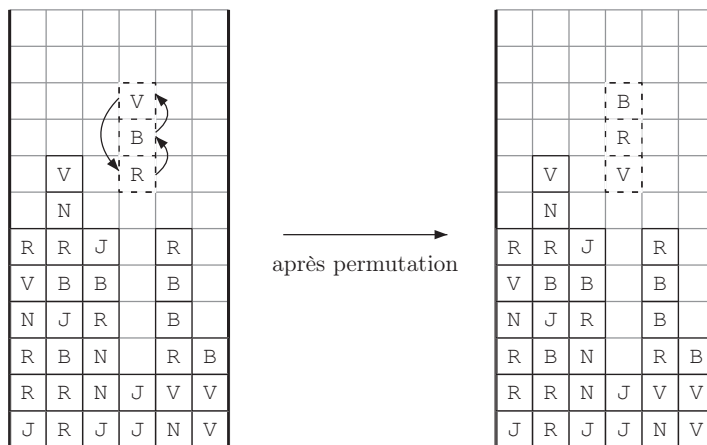 V B
B R
V R V V
N N
R R J R R R J R
V B B B V B B B
N J R B N J R B
R B N R B R B N R B
R R N J V V R R N J V V
J R J J N V J R J J N V
après permutation